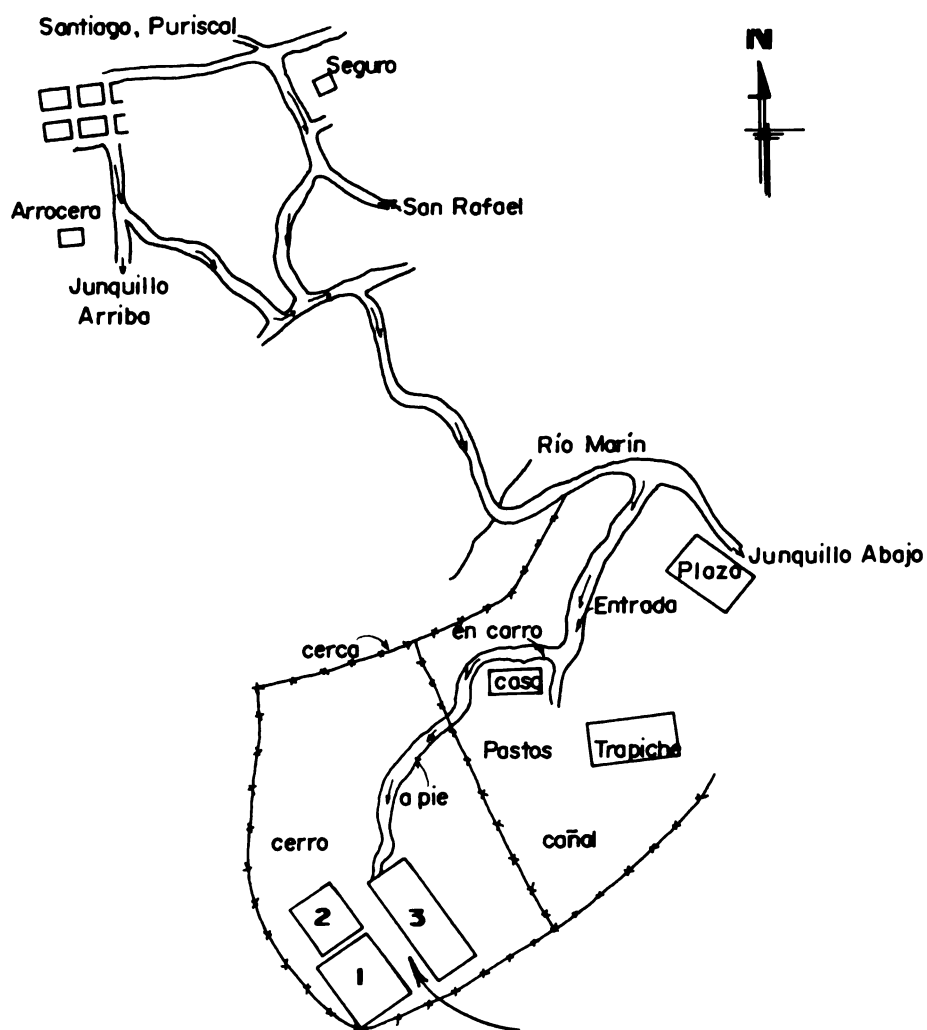 Santiago, Puriscal
N
Seguro
Arrocera
San Rafael
Junquillo
Arriba
Río Marín
Junquillo Abajo
Plaza
Entrada
en carro
cerca
casa
Pastos
Trapiche
a pie
cerro
cañal
2
3
1